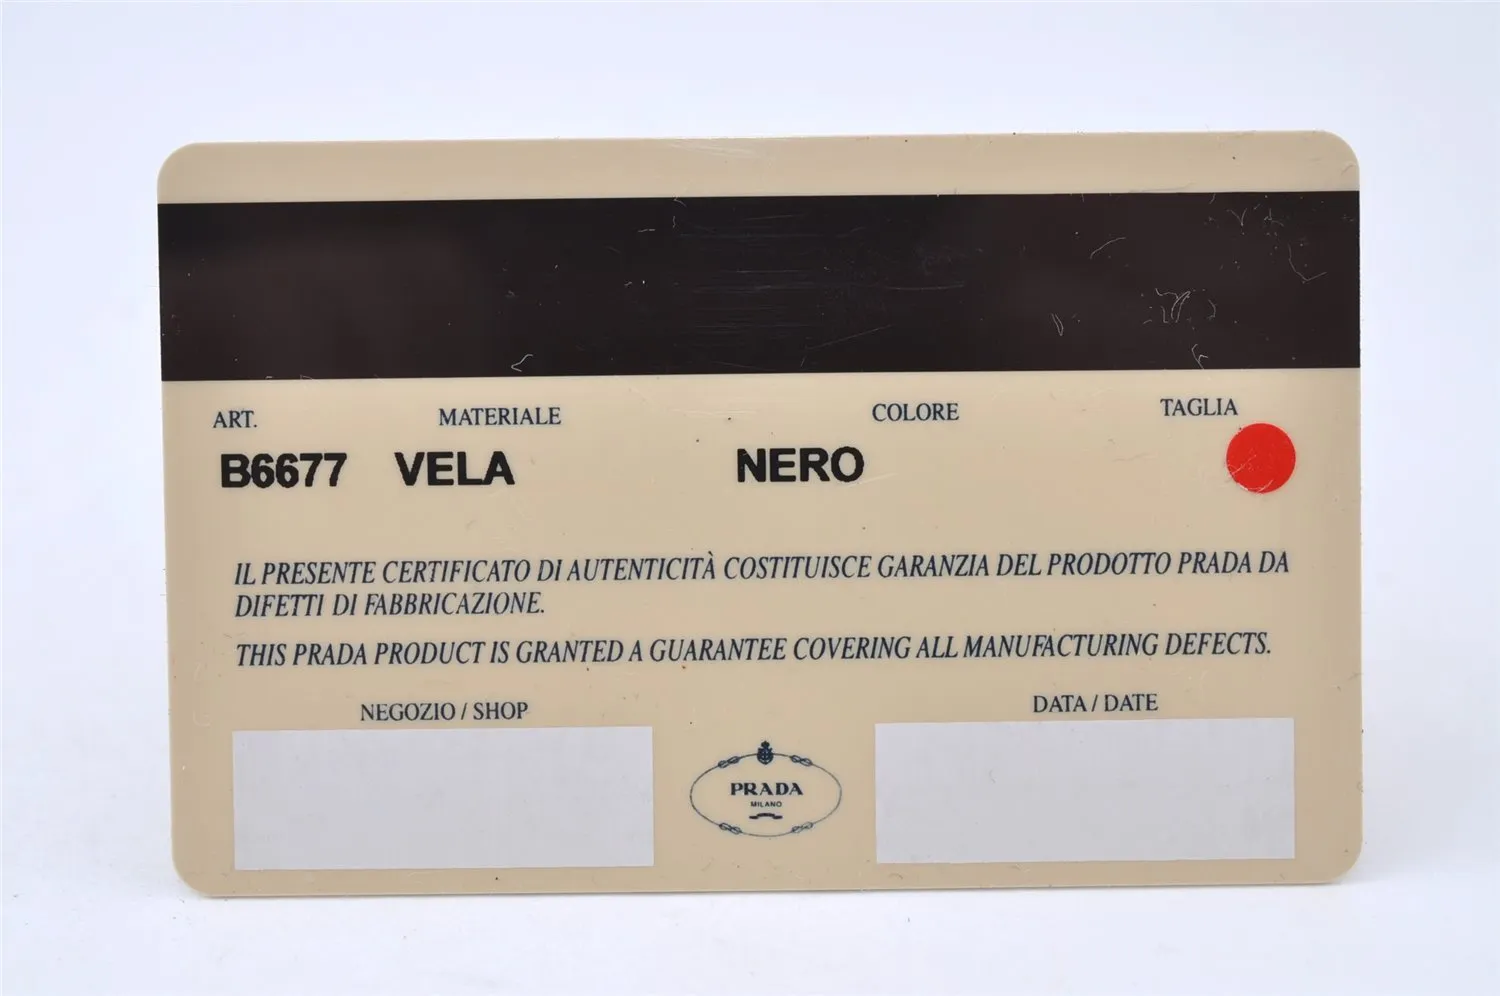 ART. MATERIALE COLORE TAGLIA
B6677 VELA NERO
IL PRESENTE CERTIFICATO DI AUTENTICITÀ COSTITUISCE GARANZIA DEL PRODOTTO PRADA DA
DIFETTI DI FABBRICAZIONE.
THIS PRADA PRODUCT IS GRANTED A GUARANTEE COVERING ALL MANUFACTURING DEFECTS.
NEGOZIO / SHOP DATA / DATE
PRADA
MILANO